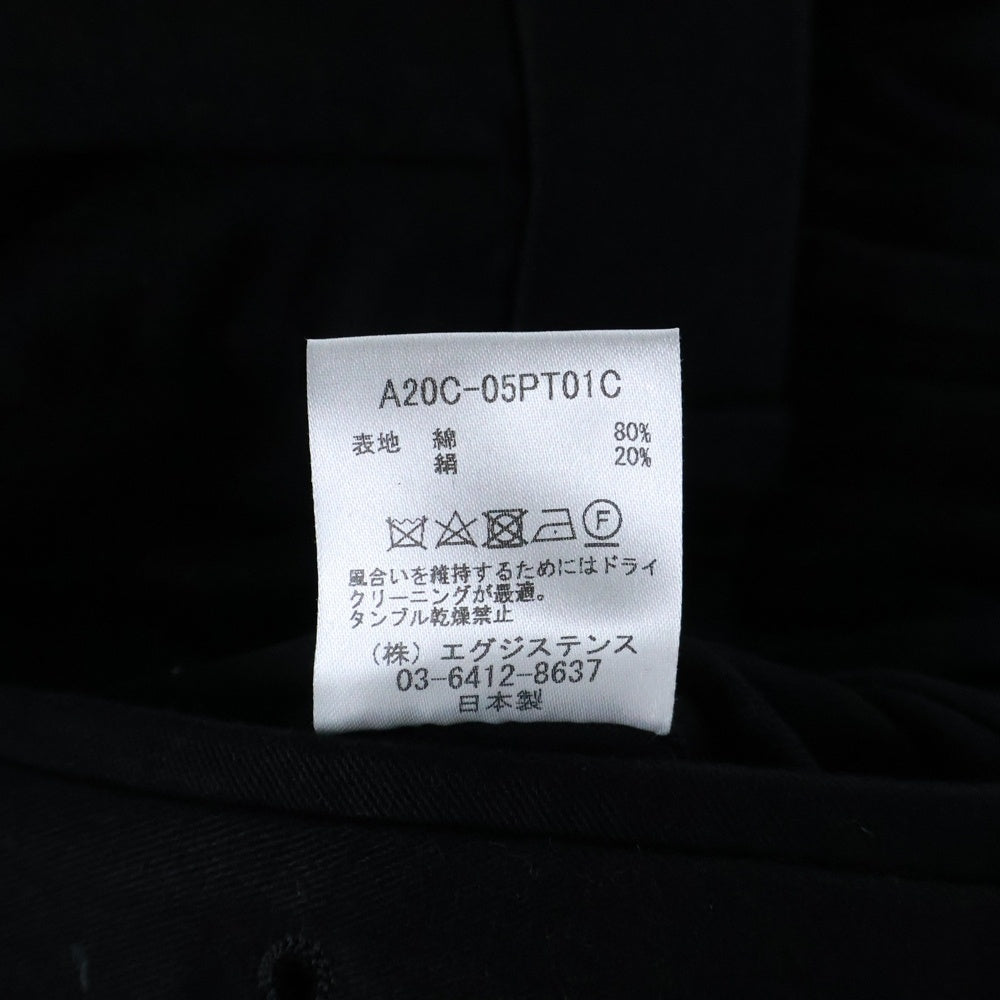 A20C-05PT01C
表地 綿 80%
絹 20%
F
風合いを維持するためにはドライ
クリーニングが最適。
タンブル乾燥禁止
(株) エグジステンス
03-6412-8637
日本製